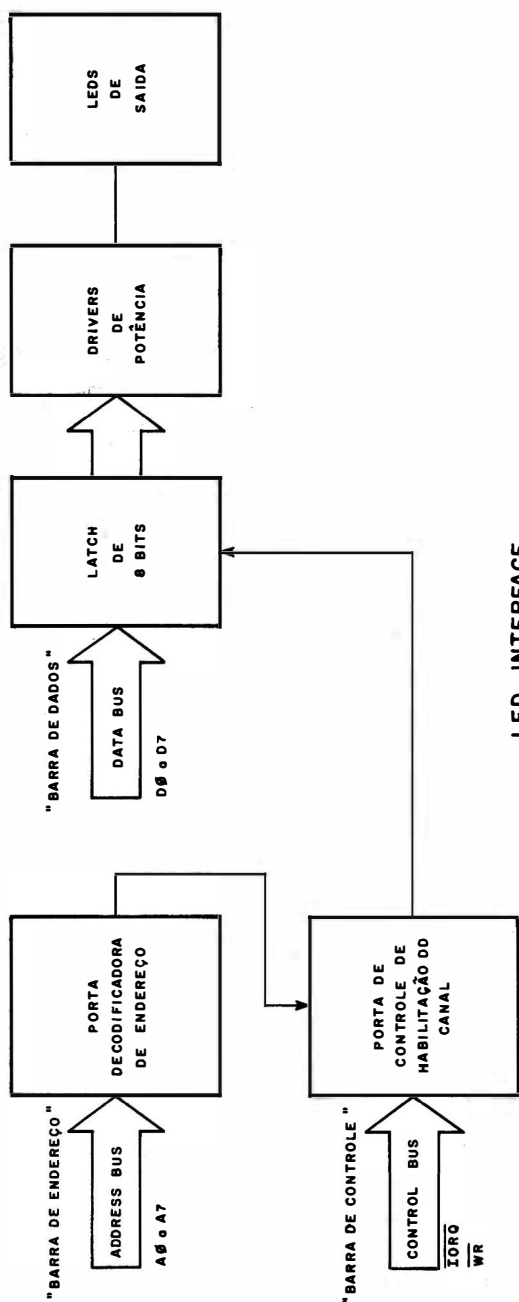 "BARRA DE ENDEREÇO"
ADDRESS BUS
AØ a A7
PORTA
DECODIFICADORA
DE ENDEREÇO
"BARRA DE CONTROLE"
CONTROL BUS
IORQ
WR
PORTA DE
CONTROLE DE
HABILITAÇÃO DO
CANAL
"BARRA DE DADOS"
DATA BUS
DØ a D7
LATCH
DE
8 BITS
DRIVERS
DE
POTÊNCIA
LEDS
DE
SAIDA
LED INTERFACE